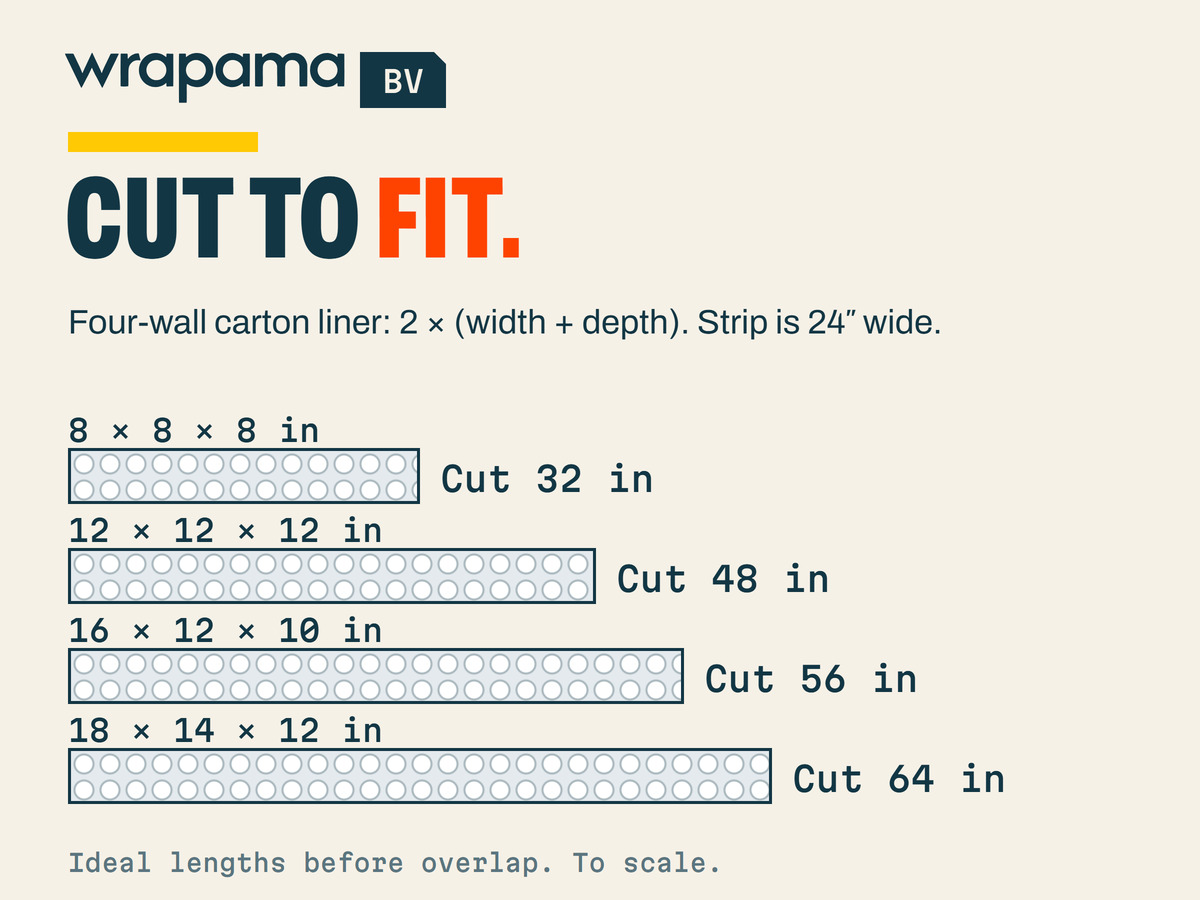 wrapama BV
CUT TO FIT.
Four-wall carton liner: 2 × (width + depth). Strip is 24″ wide.
8 × 8 × 8 in
Cut 32 in
12 × 12 × 12 in
Cut 48 in
16 × 12 × 10 in
Cut 56 in
18 × 14 × 12 in
Cut 64 in
Ideal lengths before overlap. To scale.